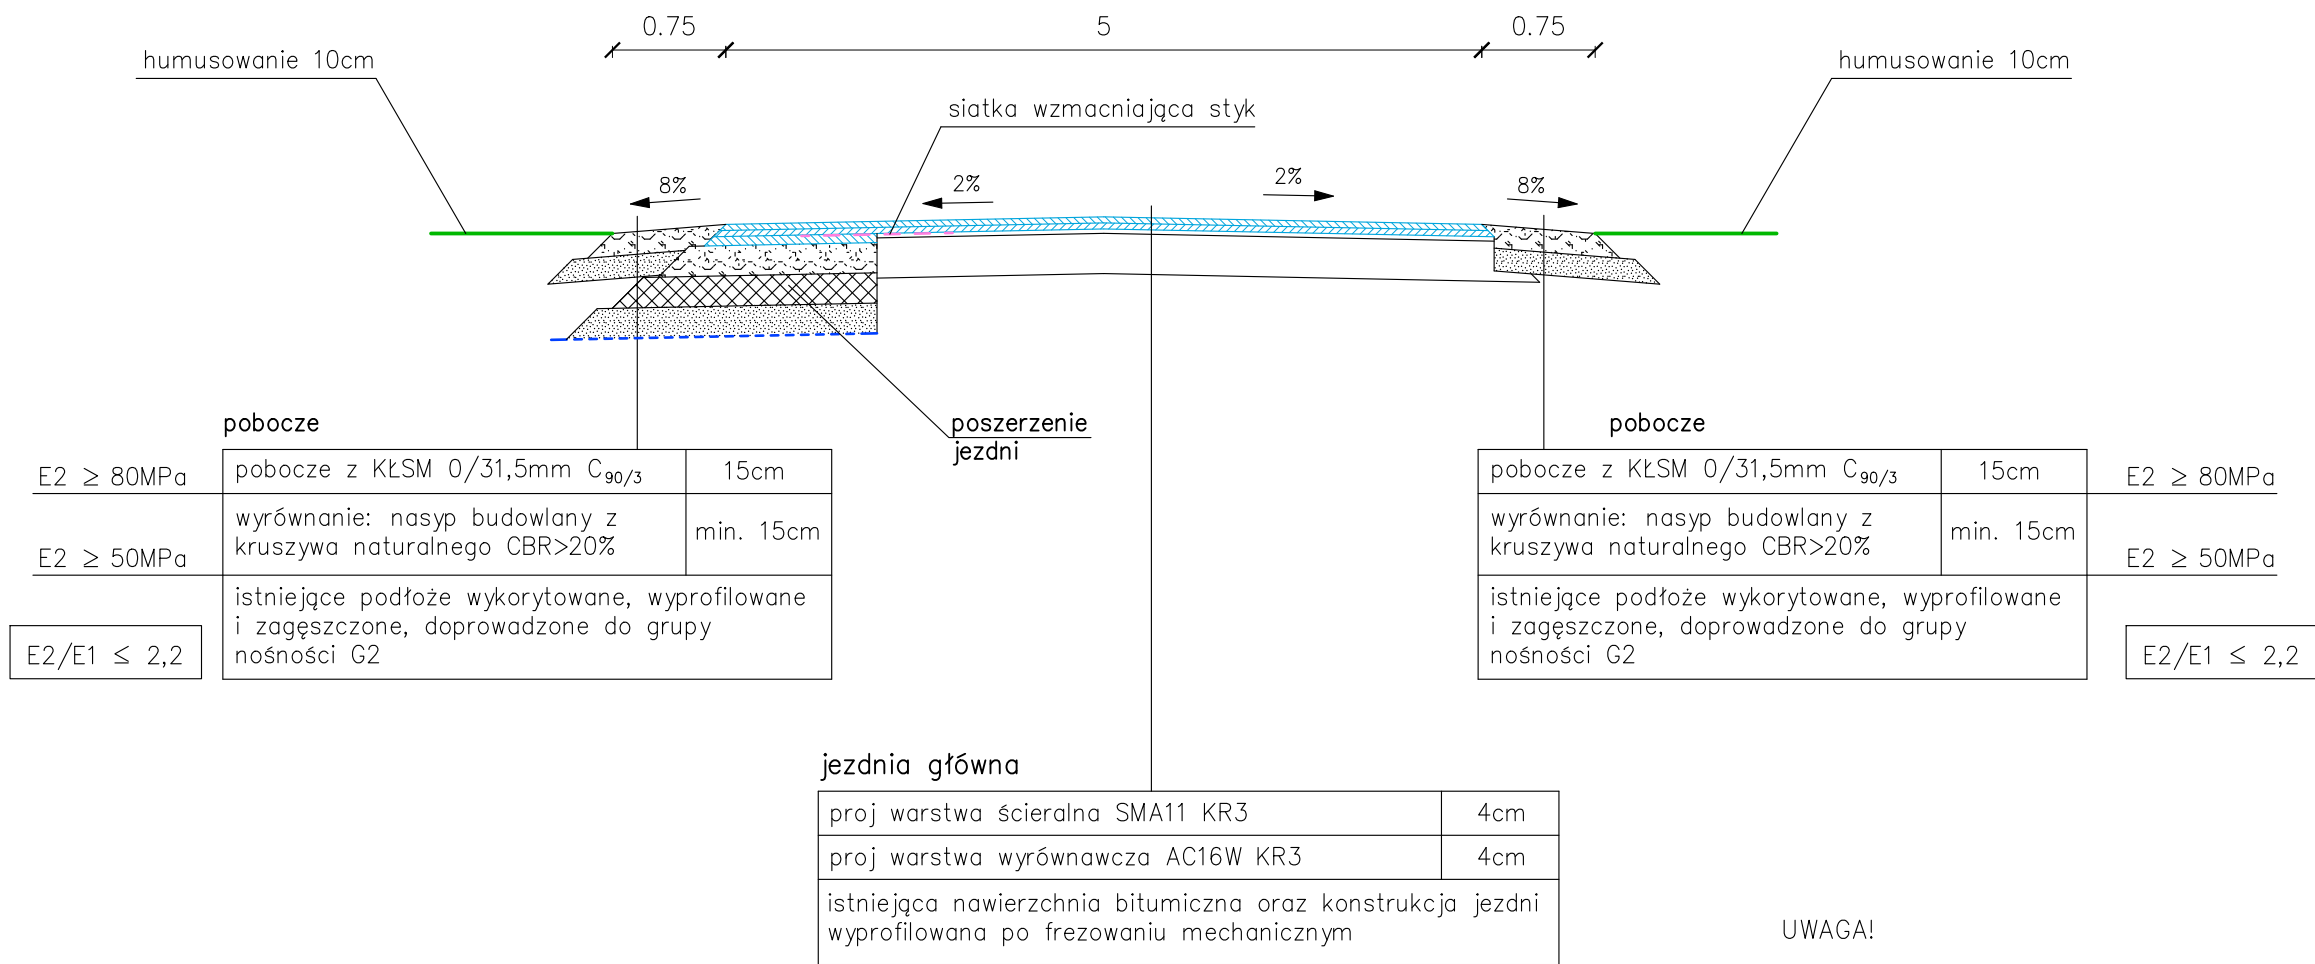 0.75
5
0.75
humusowanie 10cm
humusowanie 10cm
siatka wzmacniająca styk
8%
2%
2%
8%
poszerzenie
jezdni
pobocze
E2 ≥ 80MPa
pobocze z KŁSM 0/31,5mm C90/3
15cm
wyrównanie: nasyp budowlany z
kruszywa naturalnego CBR>20%
min. 15cm
E2 ≥ 50MPa
istniejące podłoże wykorytowane, wyprofilowane
i zagęszczone, doprowadzone do grupy
nośności G2
E2/E1 ≤ 2,2
pobocze
pobocze z KŁSM 0/31,5mm C90/3
15cm
E2 ≥ 80MPa
wyrównanie: nasyp budowlany z
kruszywa naturalnego CBR>20%
min. 15cm
E2 ≥ 50MPa
istniejące podłoże wykorytowane, wyprofilowane
i zagęszczone, doprowadzone do grupy
nośności G2
E2/E1 ≤ 2,2
jezdnia główna
proj warstwa ścieralna SMA11 KR3
4cm
proj warstwa wyrównawcza AC16W KR3
4cm
istniejąca nawierzchnia bitumiczna oraz konstrukcja jezdni
wyprofilowana po frezowaniu mechanicznym
UWAGA!